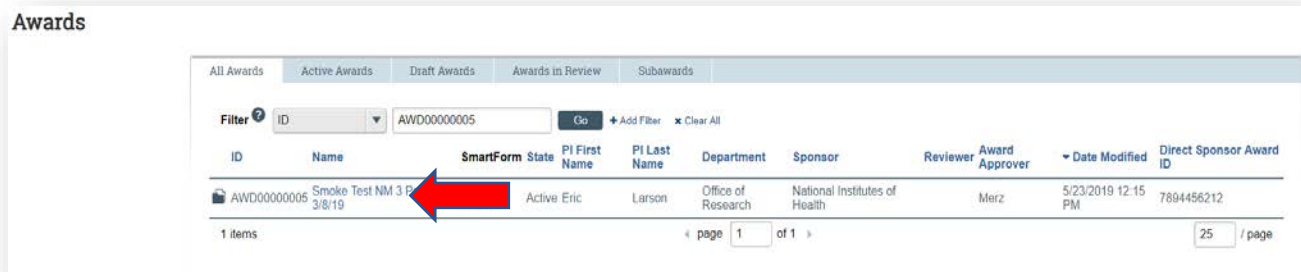 Awards
All Awards Active Awards Draft Awards Awards in Review Subawards
Filter ? ID AWD00000005 Go + Add Filter x Clear All
ID Name SmartForm State PI First Name PI Last Name Department Sponsor Reviewer Award Approver Date Modified Direct Sponsor Award ID
AWD00000005 Smoke Test NM 3 Active Eric Larson Office of Research National Institutes of Health Merz 5/23/2019 12:15 PM 7894456212
3/8/19
1 items page 1 of 1 25 / page